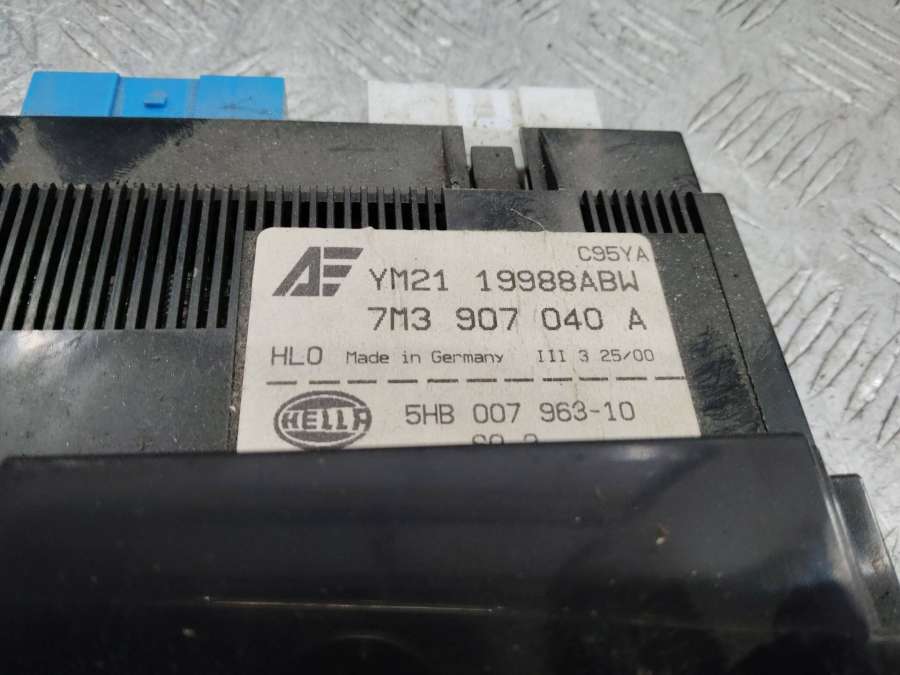 C95YA
AE YM21 19988ABW
7M3 907 040 A
HLO Made in Germany III 3 25/00
HELLA 5HB 007 963-10